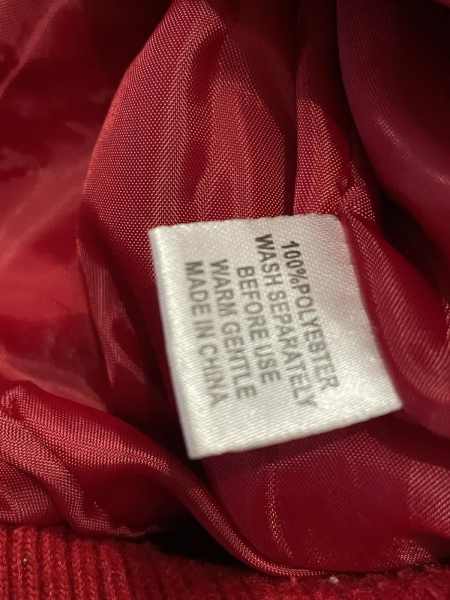 100%POLYESTER
WASH SEPARATELY
BEFORE USE
WARM GENTLE
MADE IN CHINA